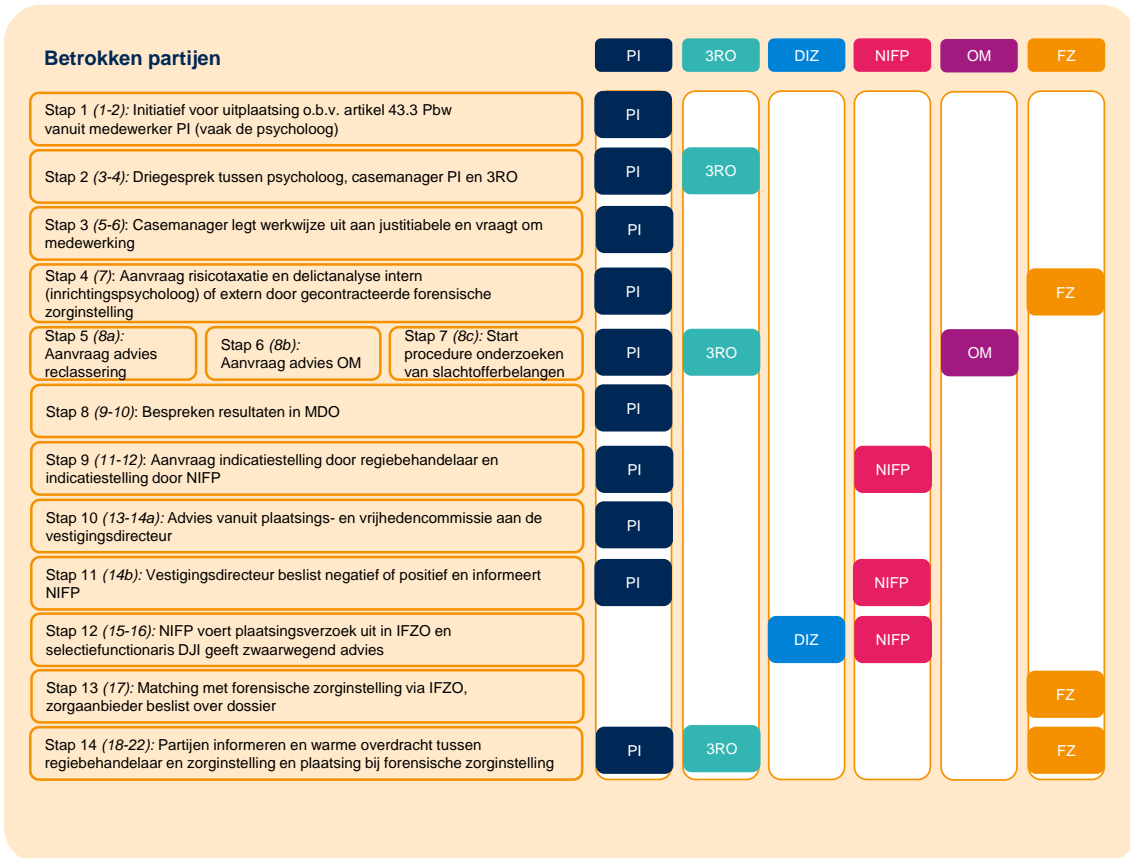 Betrokken partijen
PI
3RO
DIZ
NIFP
OM
FZ
Stap 1 (1-2): Initiatief voor uitplaatsing o.b.v. artikel 43.3 Pbw
vanuit medewerker PI (vaak de psycholoog)
PI
Stap 2 (3-4): Driegesprek tussen psycholoog, casemanager PI en 3RO
PI
3RO
Stap 3 (5-6): Casemanager legt werkwijze uit aan justitiabele en vraagt om
medewerking
PI
Stap 4 (7): Aanvraag risicotaxatie en delictanalyse intern
(inrichtingspsycholoog) of extern door gecontracteerde forensische
zorginstelling
PI
FZ
Stap 5 (8a):
Aanvraag advies
reclassering
Stap 6 (8b):
Aanvraag advies OM
Stap 7 (8c): Start
procedure onderzoeken
van slachtofferbelangen
PI
3RO
OM
Stap 8 (9-10): Bespreken resultaten in MDO
PI
Stap 9 (11-12): Aanvraag indicatiestelling door regiebehandelaar en
indicatiestelling door NIFP
PI
NIFP
Stap 10 (13-14a): Advies vanuit plaatsings- en vrijhedencommissie aan de
vestigingsdirecteur
PI
Stap 11 (14b): Vestigingsdirecteur beslist negatief of positief en informeert
NIFP
PI
NIFP
Stap 12 (15-16): NIFP voert plaatsingsverzoek uit in IFZO en
selectiefunctionaris DJI geeft zwaarwegend advies
DIZ
NIFP
Stap 13 (17): Matching met forensische zorginstelling via IFZO,
zorgaanbieder beslist over dossier
FZ
Stap 14 (18-22): Partijen informeren en warme overdracht tussen
regiebehandelaar en zorginstelling en plaatsing bij forensische zorginstelling
PI
3RO
FZ